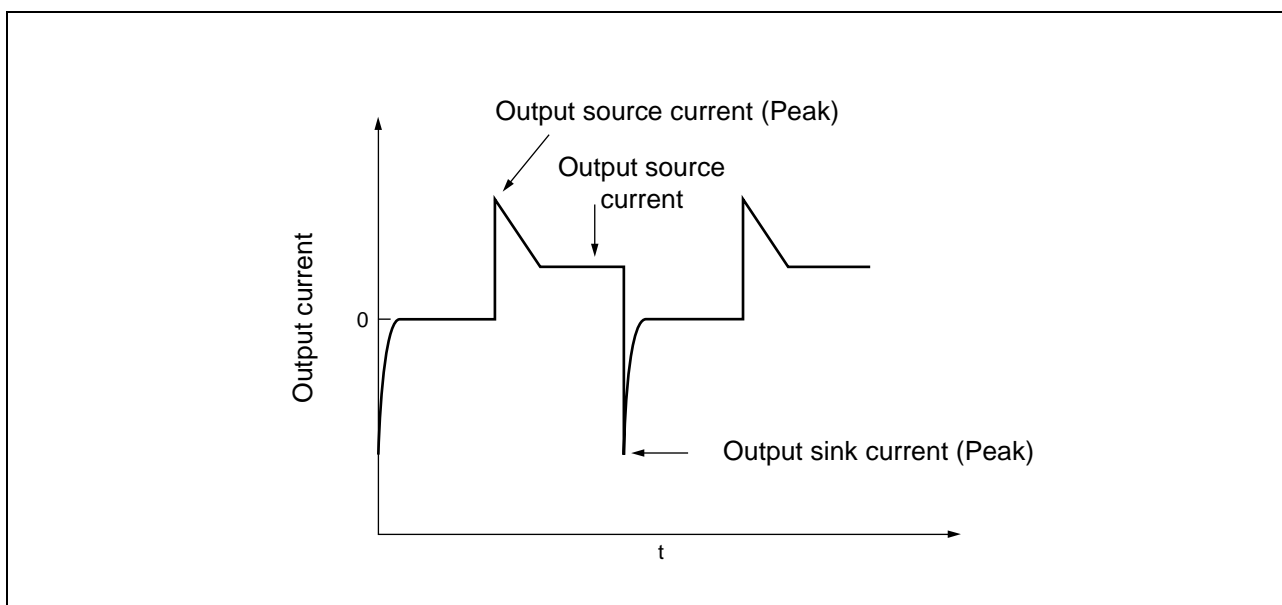 Output source current (Peak)
Output source
current
Output current
0
Output sink current (Peak)
t